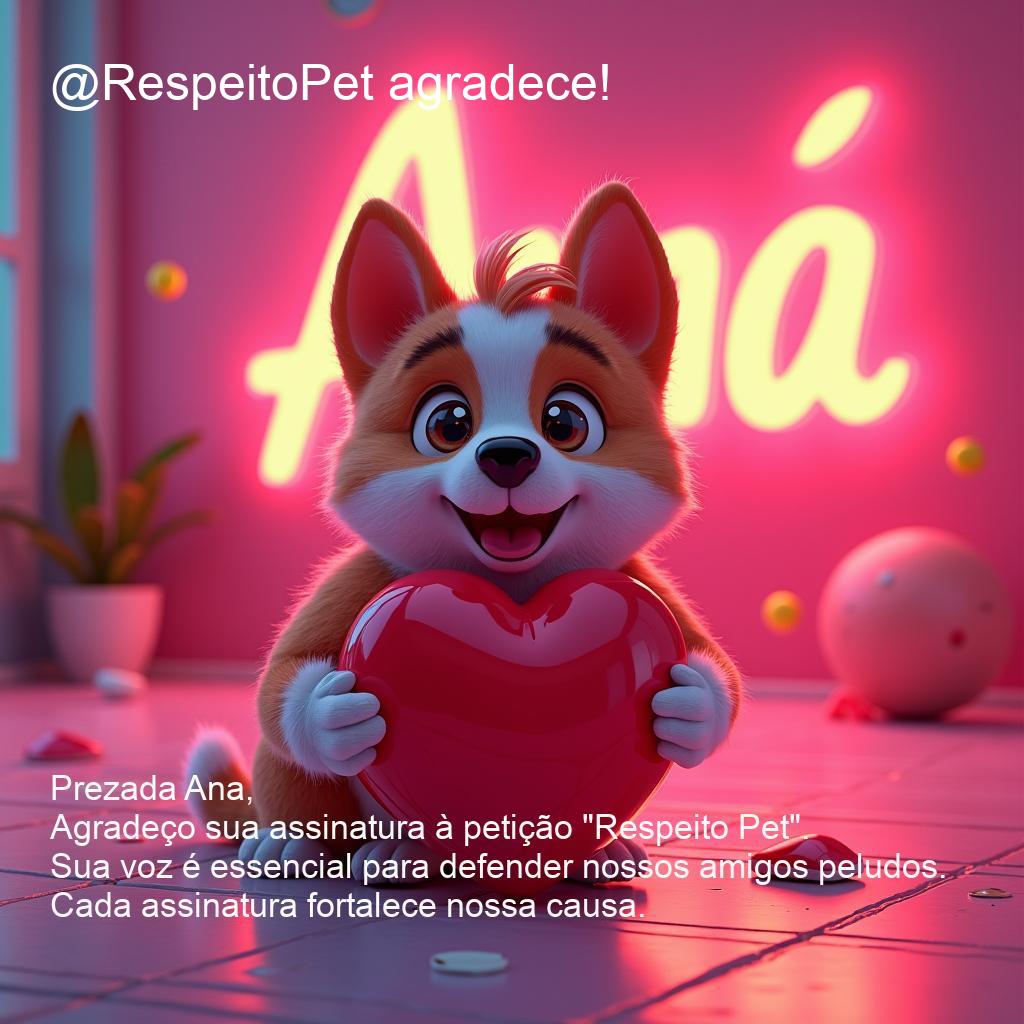 @RespeitoPet agradece!
Aná
Prezada Ana,
Agradeço sua assinatura à petição "Respeito Pet".
Sua voz é essencial para defender nossos amigos peludos.
Cada assinatura fortalece nossa causa.